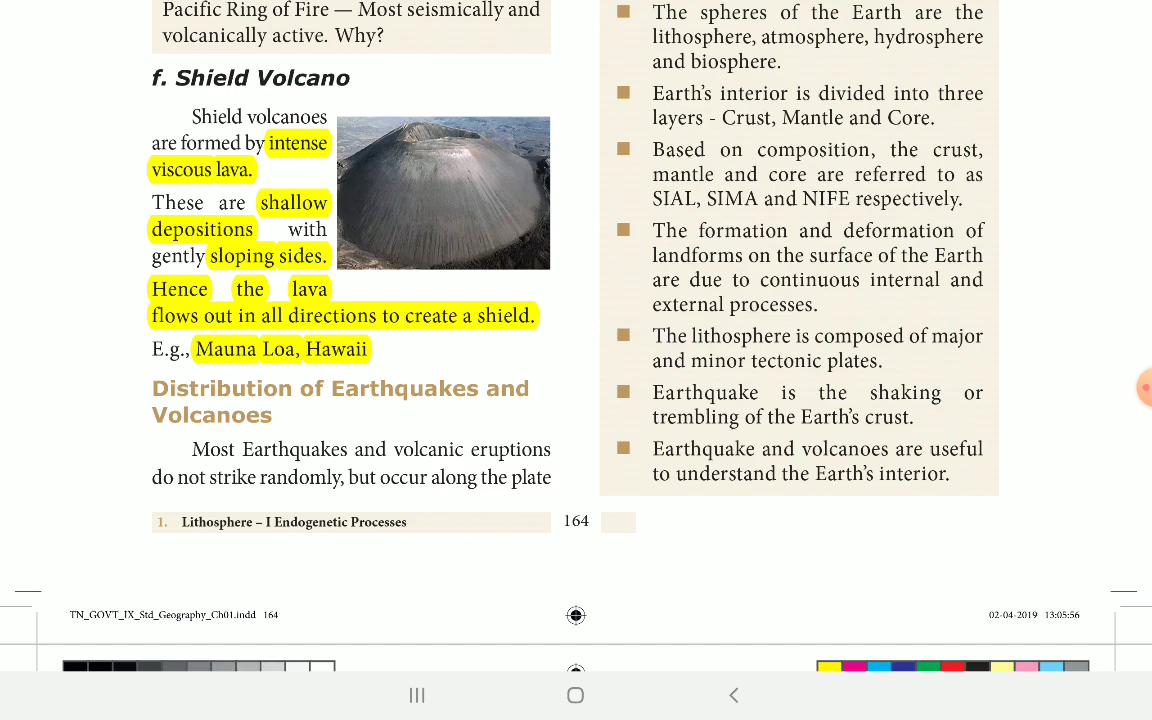 Pacific Ring of Fire — Most seismically and
volcanically active. Why?
f. Shield Volcano
Shield volcanoes
are formed by intense
viscous lava.
These are shallow
depositions with
gently sloping sides.
Hence the lava
flows out in all directions to create a shield.
E.g., Mauna Loa, Hawaii
Distribution of Earthquakes and
Volcanoes
Most Earthquakes and volcanic eruptions
do not strike randomly, but occur along the plate
The spheres of the Earth are the
lithosphere, atmosphere, hydrosphere
and biosphere.
Earth's interior is divided into three
layers - Crust, Mantle and Core.
Based on composition, the crust,
mantle and core are referred to as
SIAL, SIMA and NIFE respectively.
The formation and deformation of
landforms on the surface of the Earth
are due to continuous internal and
external processes.
The lithosphere is composed of major
and minor tectonic plates.
Earthquake is the shaking or
trembling of the Earth's crust.
Earthquake and volcanoes are useful
to understand the Earth's interior.
1. Lithosphere – I Endogenetic Processes
164
TN_GOVT_IX_Std_Geography_Ch01.indd 164
02-04-2019 13:05:56